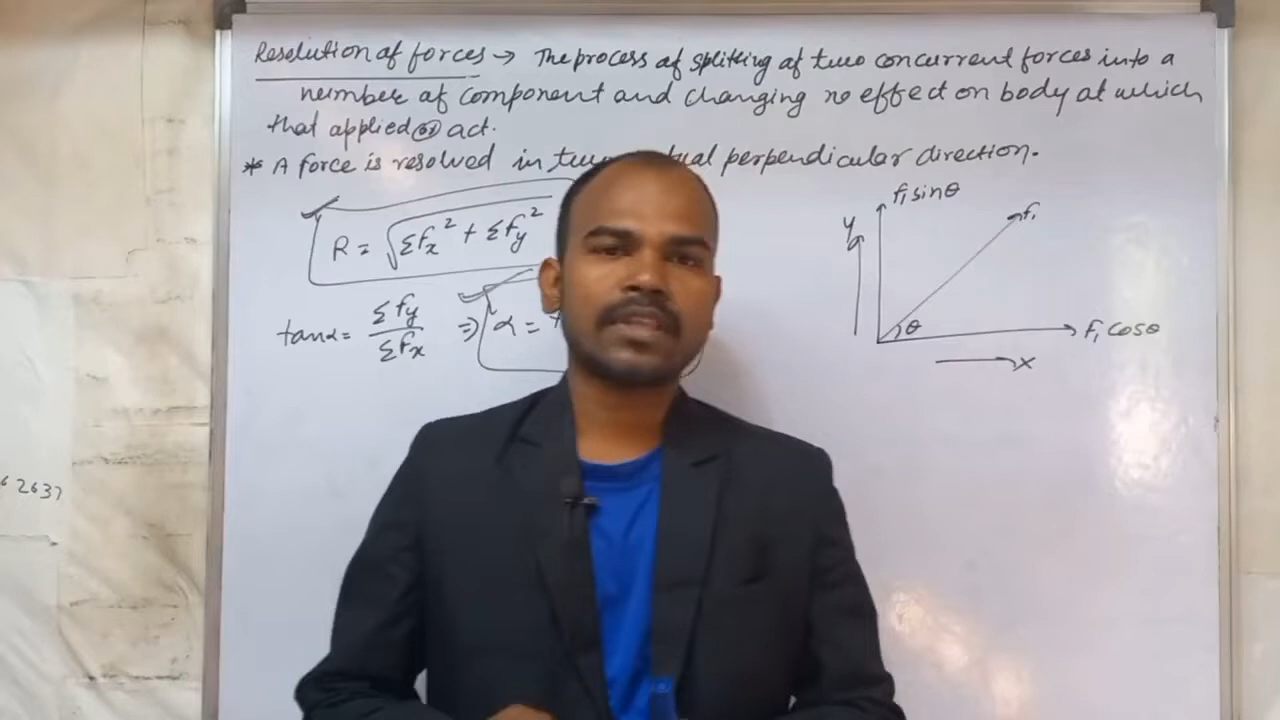 Resolution of forces → The process of splitting of two concurrent forces into a
number of component and changing no effect on body at which
that applied or act.
* A force is resolved in perpendicular direction.
R = √Σfx² + Σfy²
tanα = Σfy/Σfx ⇒ α =
f₁ sinθ
y
f₁
θ
F₁ cosθ
x
2637